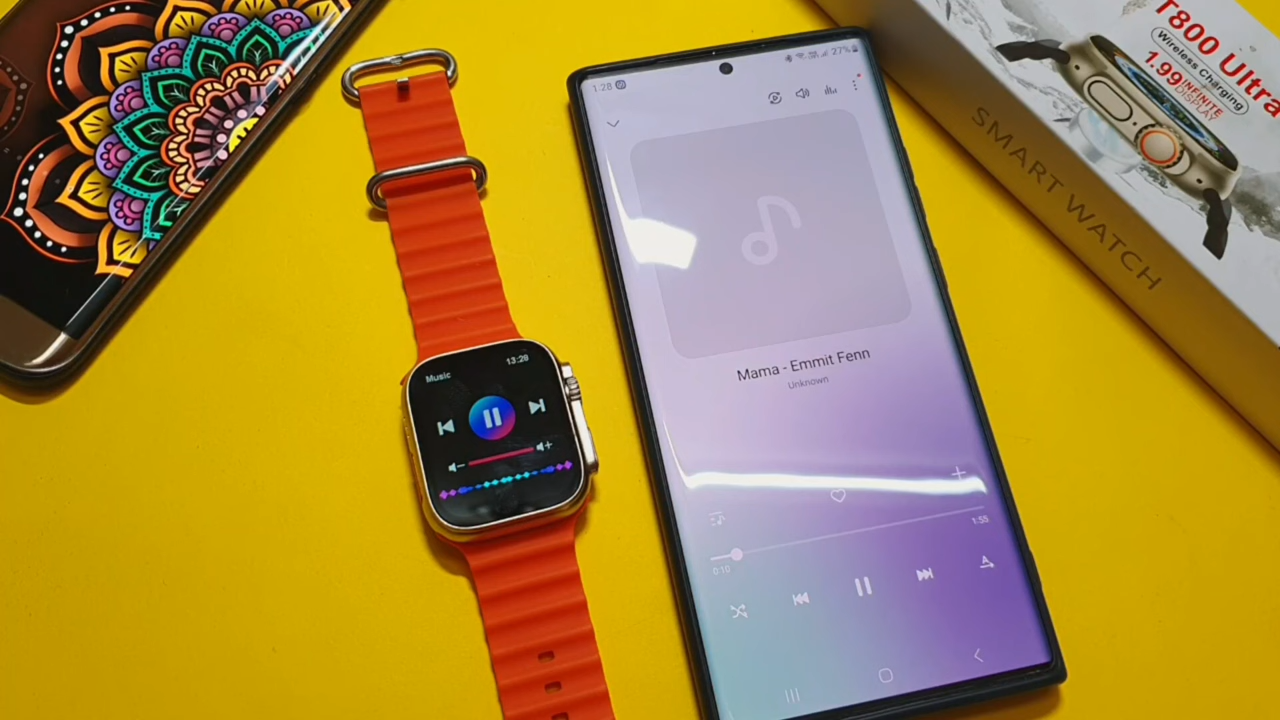 Music
13:28
1:28
27%
Mama - Emmit Fenn
Unknown
0:10
1:55
T800 Ultra
Wireless Charging
1.99 INFINITE
DISPLAY
SMART WATCH